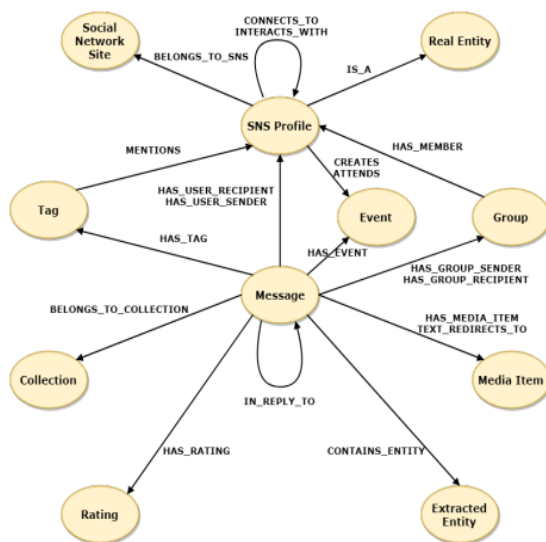 CONNECTS_TO
INTERACTS_WITH
Social
Network
Site
Real Entity
BELONGS_TO_SNS
IS_A
SNS Profile
MENTIONS
HAS_MEMBER
CREATES
ATTENDS
HAS_USER_RECIPIENT
HAS_USER_SENDER
Tag
Event
Group
HAS_TAG
HAS_EVENT
HAS_GROUP_SENDER
HAS_GROUP_RECIPIENT
Message
BELONGS_TO_COLLECTION
HAS_MEDIA_ITEM
TEXT_REDIRECTS_TO
Collection
Media Item
IN_REPLY_TO
HAS_RATING
CONTAINS_ENTITY
Rating
Extracted
Entity